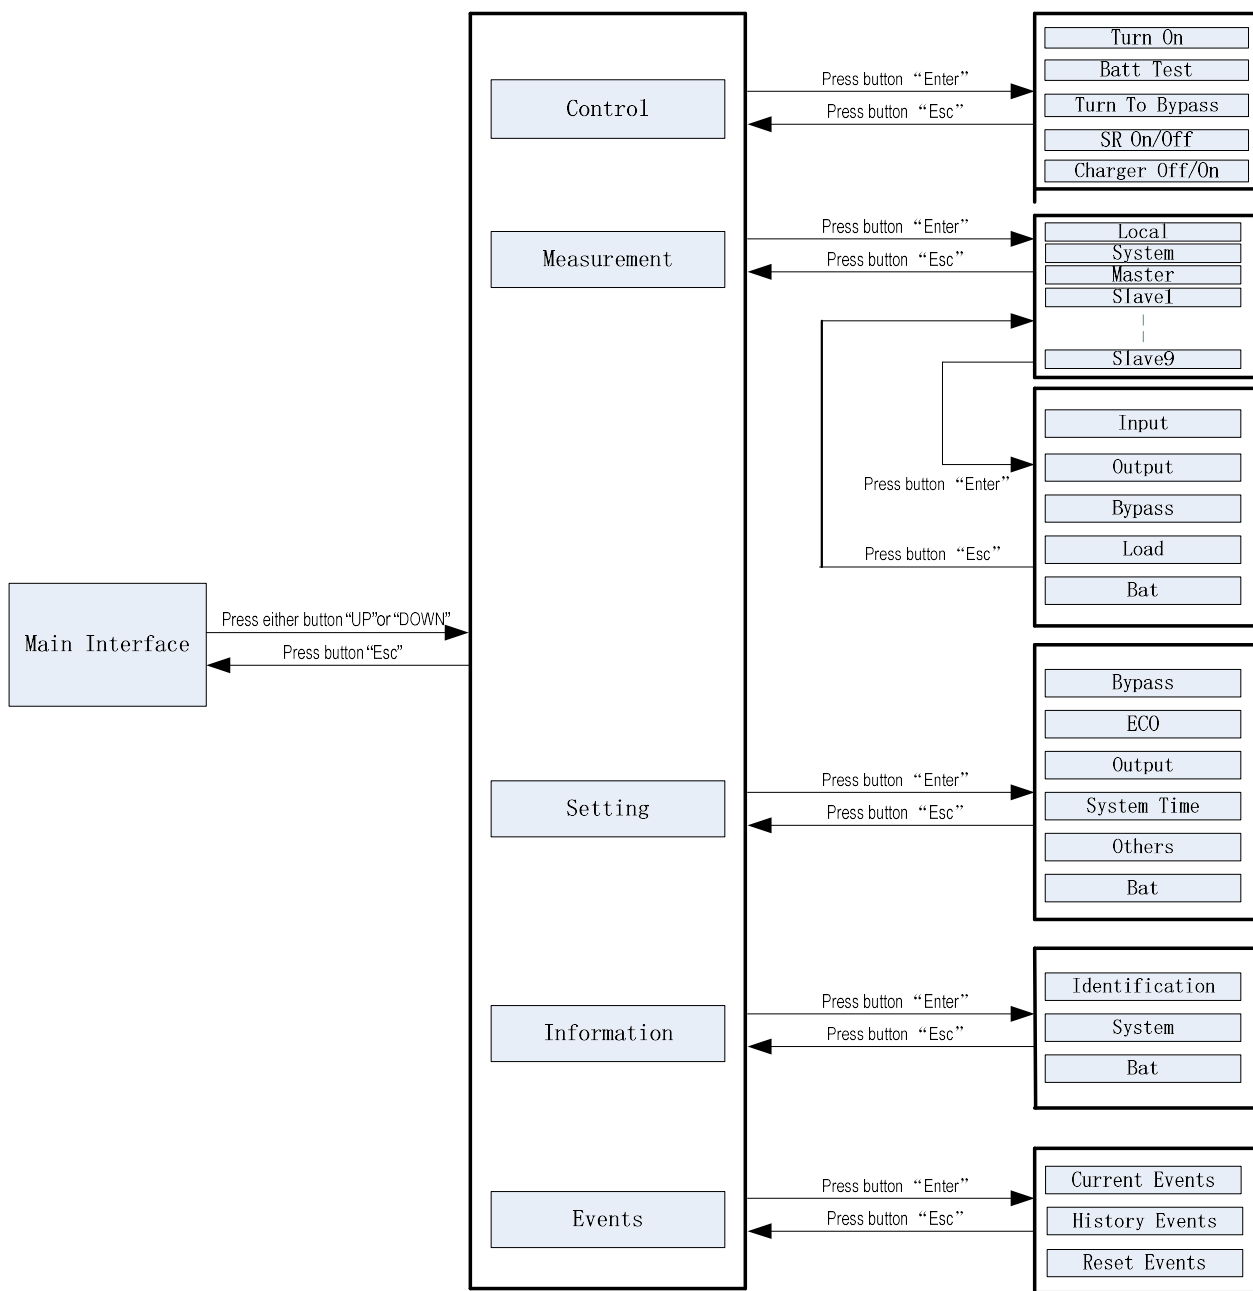 Main Interface
Press either button “UP”or “DOWN”
Press button “Esc”
Control
Press button “Enter”
Press button “Esc”
Turn On
Batt Test
Turn To Bypass
SR On/Off
Charger Off/On
Measurement
Press button “Enter”
Press button “Esc”
Local
System
Master
Slave1
Slave9
Press button “Enter”
Press button “Esc”
Input
Output
Bypass
Load
Bat
Setting
Press button “Enter”
Press button “Esc”
Bypass
ECO
Output
System Time
Others
Bat
Information
Press button “Enter”
Press button “Esc”
Identification
System
Bat
Events
Press button “Enter”
Press button “Esc”
Current Events
History Events
Reset Events